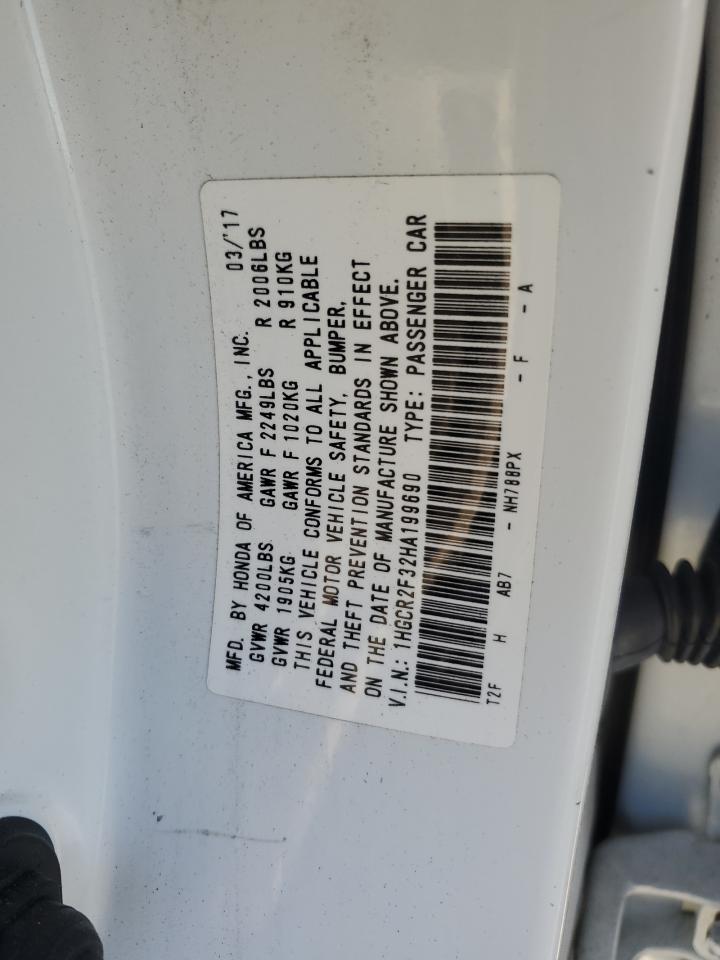 MFD. BY HONDA OF AMERICA MFG., INC. 03/'17
GVWR 4200LBS GAWR F 2249LBS R 2006LBS
GVWR 1905KG GAWR F 1020KG R 910KG
THIS VEHICLE CONFORMS TO ALL APPLICABLE
FEDERAL MOTOR VEHICLE SAFETY, BUMPER,
AND THEFT PREVENTION STANDARDS IN EFFECT
ON THE DATE OF MANUFACTURE SHOWN ABOVE.
V.I.N.: 1HGCR2F32HA199690 TYPE: PASSENGER CAR
T2F H AB7 - NH788PX - F - A